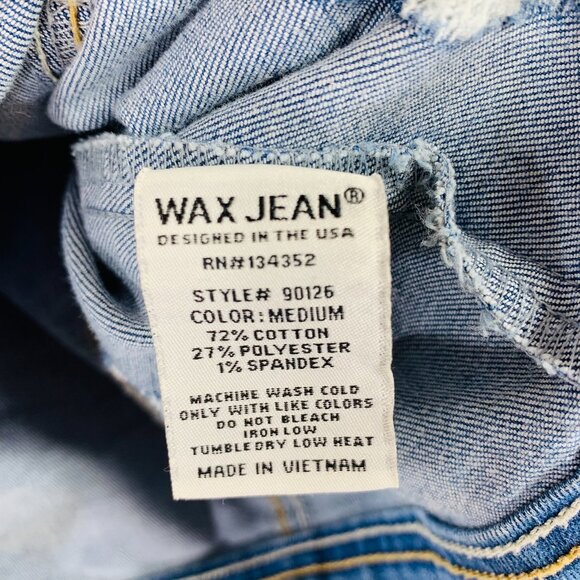 WAX JEAN®
DESIGNED IN THE USA
RN#134352
STYLE# 90126
COLOR: MEDIUM
72% COTTON
27% POLYESTER
1% SPANDEX
MACHINE WASH COLD
ONLY WITH LIKE COLORS
DO NOT BLEACH
IRON LOW
TUMBLE DRY LOW HEAT
MADE IN VIETNAM